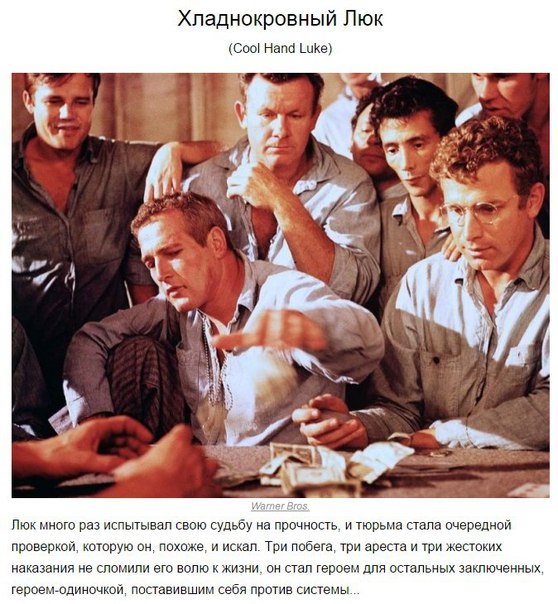 Хладнокровный Люк
(Cool Hand Luke)
Warner Bros.
Люк много раз испытывал свою судьбу на прочность, и тюрьма стала очередной
проверкой, которую он, похоже, и искал. Три побега, три ареста и три жестоких
наказания не сломили его волю к жизни, он стал героем для остальных заключенных,
героем-одиночкой, поставившим себя против системы...